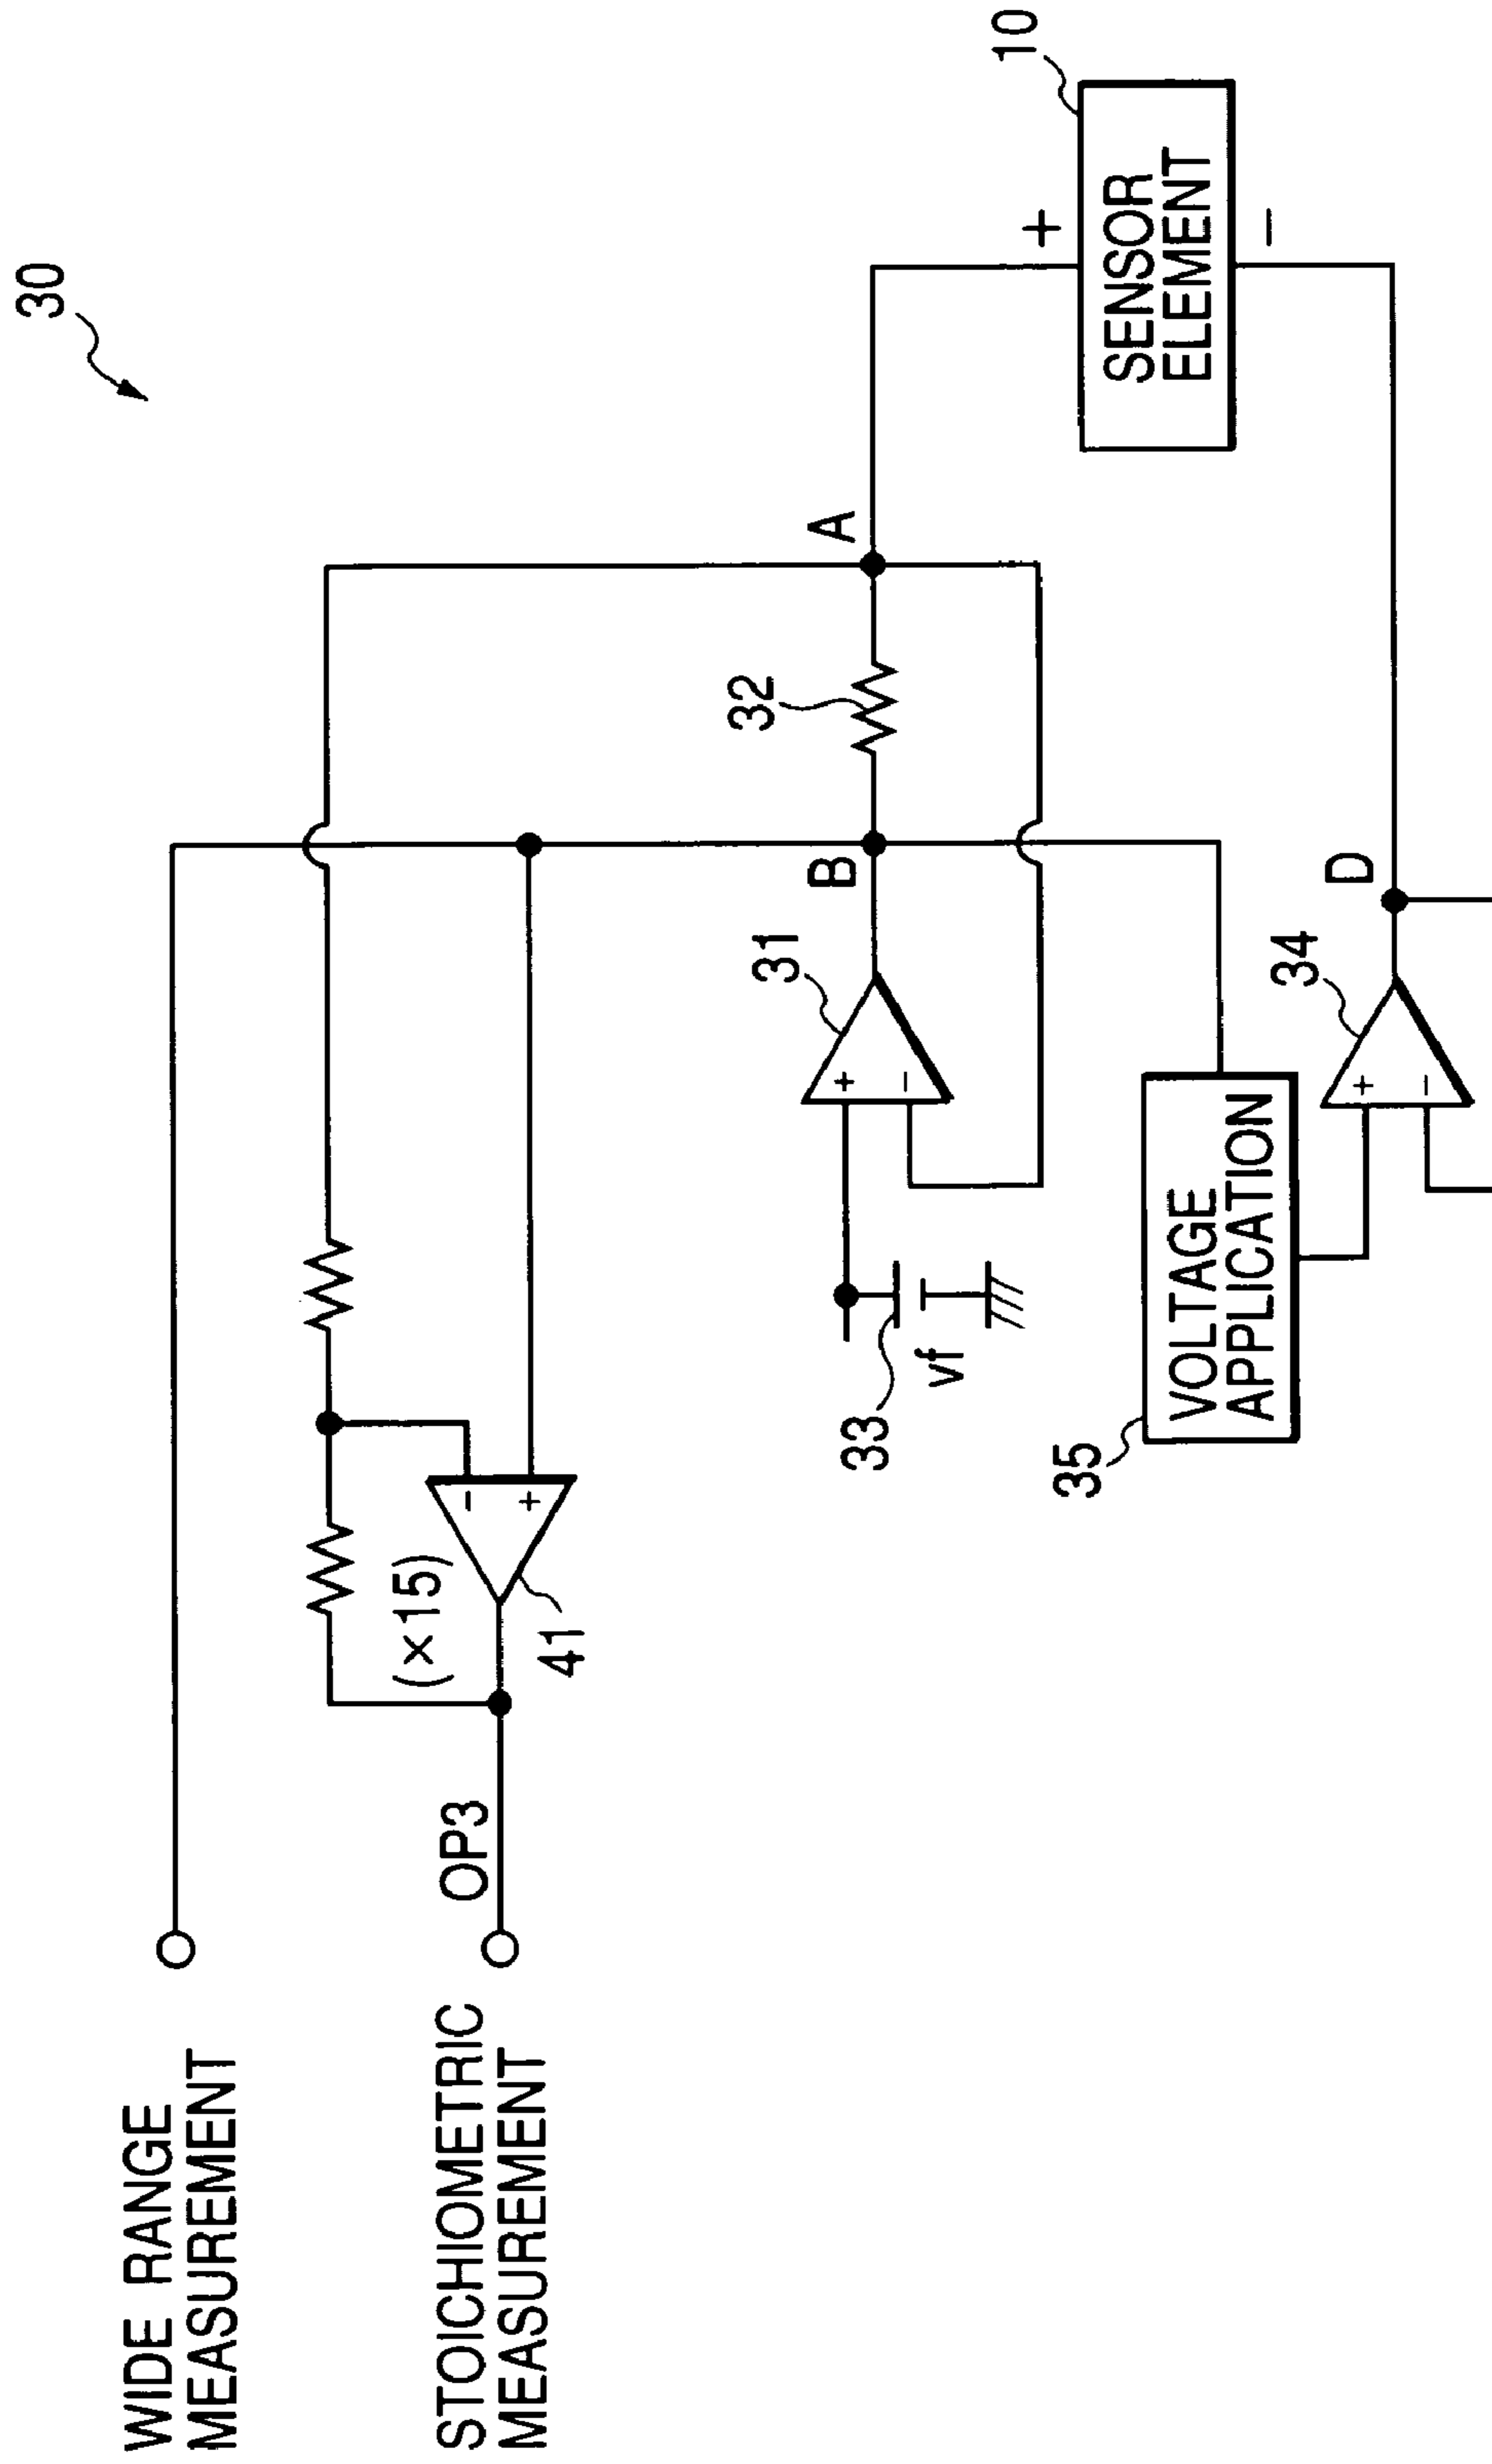 30
WIDE RANGE
MEASUREMENT
STOICHIOMETRIC
MEASUREMENT
OP3
(×15)
-
+
41
A
32
B
31
+
-
33
vf
10
+
SENSOR
ELEMENT
-
35
VOLTAGE
APPLICATION
34
+
-
D